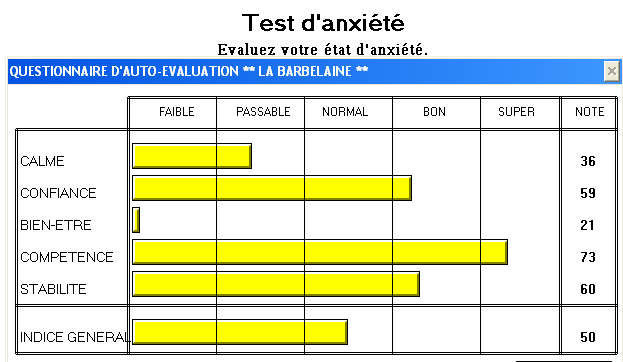 Test d'anxiété
Evaluez votre état d'anxiété.
QUESTIONNAIRE D'AUTO-EVALUATION ** LA BARBELAINE **
FAIBLE PASSABLE NORMAL BON SUPER NOTE
CALME 36
CONFIANCE 59
BIEN-ETRE 21
COMPETENCE 73
STABILITE 60
INDICE GENERAL 50